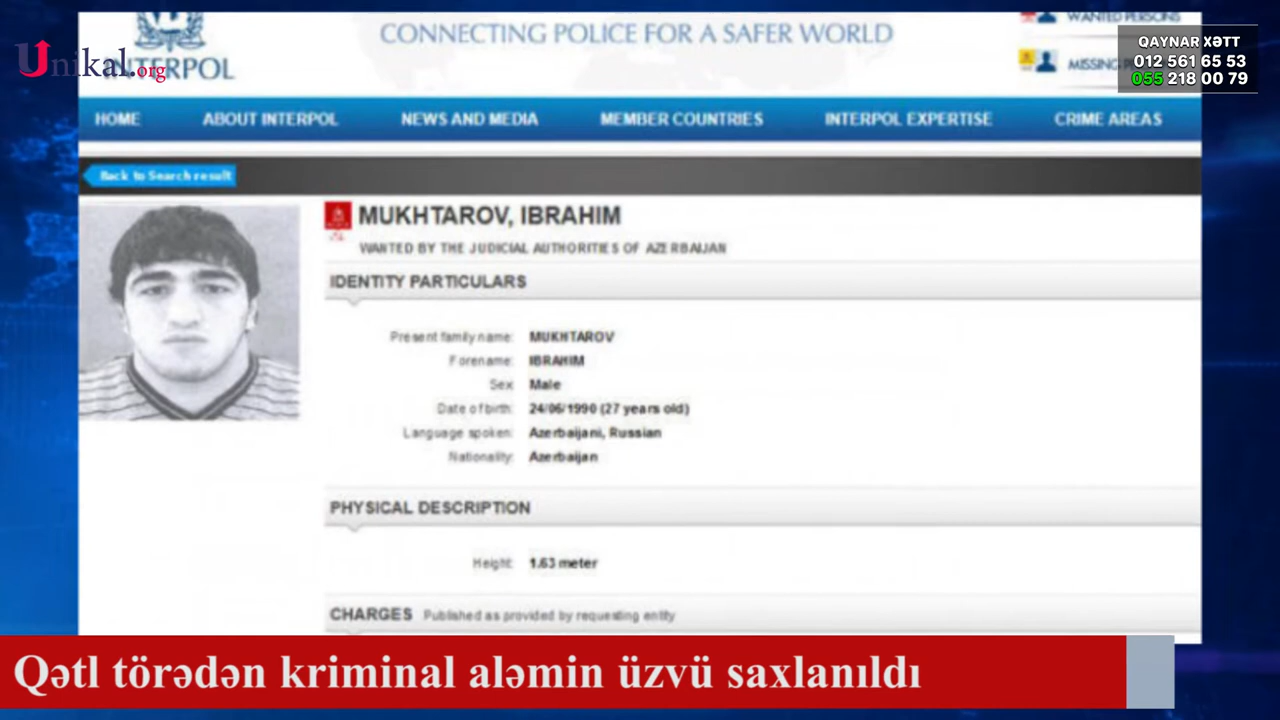 CONNECTING POLICE FOR A SAFER WORLD
WANTED PERSONS
Unikal.org
INTERPOL
MISSING
QAYNAR XƏTT
012 561 65 53
055 218 00 79
HOME ABOUT INTERPOL NEWS AND MEDIA MEMBER COUNTRIES INTERPOL EXPERTISE CRIME AREAS
Back to Search result
MUKHTAROV, IBRAHIM
WANTED BY THE JUDICIAL AUTHORITIES OF AZERBAIJAN
IDENTITY PARTICULARS
Present family name: MUKHTAROV
Forename: IBRAHIM
Sex: Male
Date of birth: 24/06/1990 (27 years old)
Language spoken: Azerbaijani, Russian
Nationality: Azerbaijan
PHYSICAL DESCRIPTION
Height: 1.63 meter
CHARGES Published as provided by requesting entity
Qətl törədən kriminal aləmin üzvü saxlanıldı